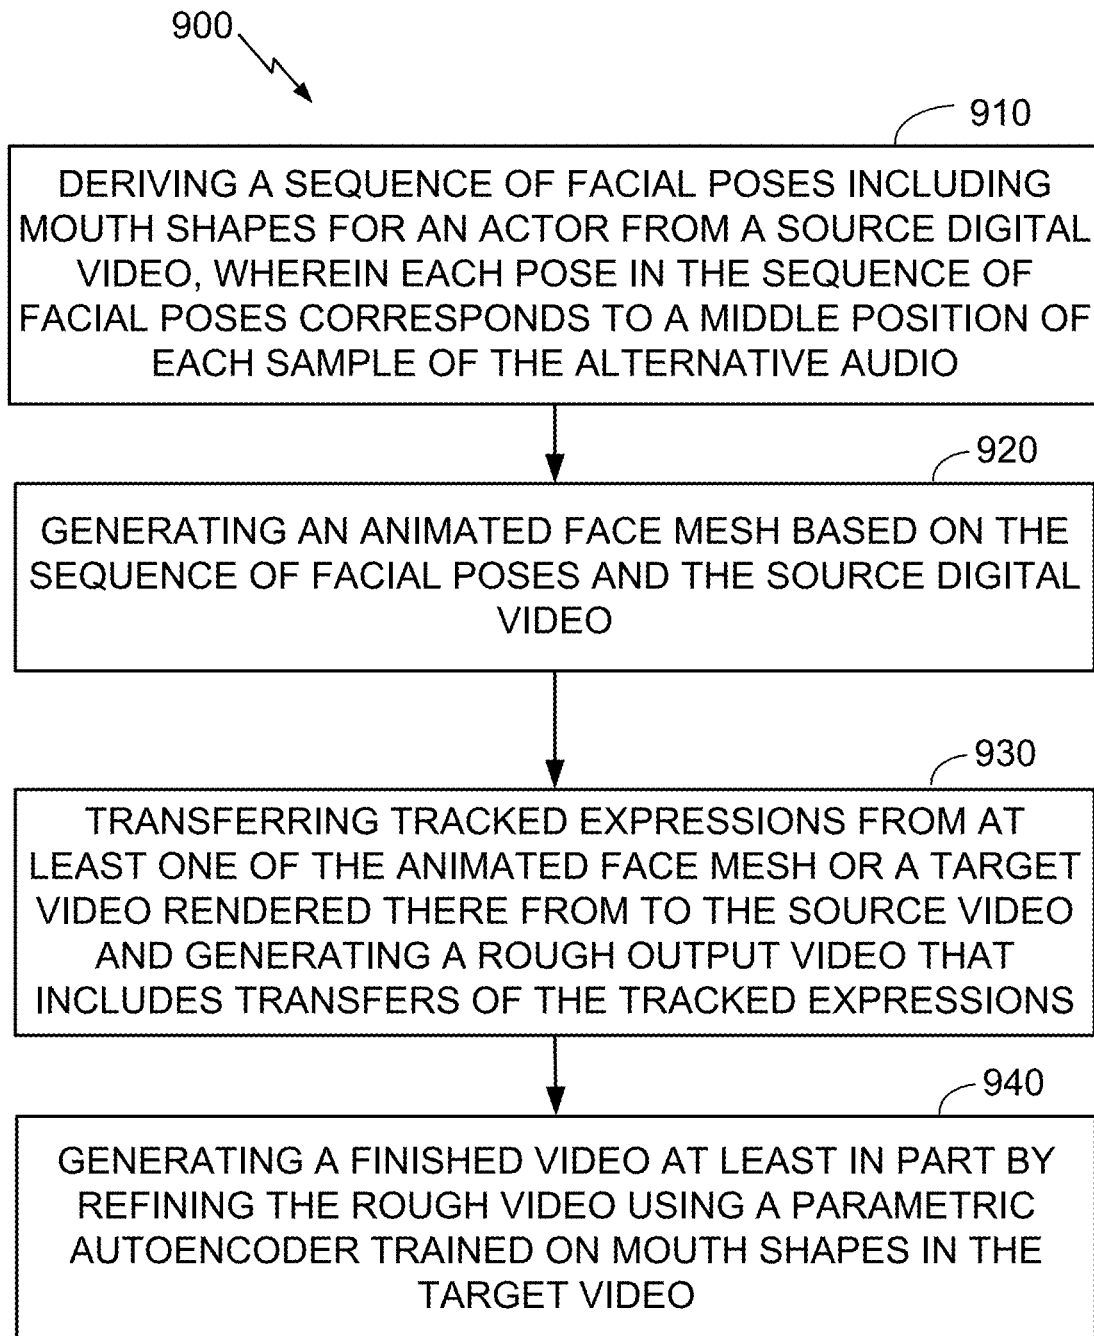 900
910
DERIVING A SEQUENCE OF FACIAL POSES INCLUDING
MOUTH SHAPES FOR AN ACTOR FROM A SOURCE DIGITAL
VIDEO, WHEREIN EACH POSE IN THE SEQUENCE OF
FACIAL POSES CORRESPONDS TO A MIDDLE POSITION OF
EACH SAMPLE OF THE ALTERNATIVE AUDIO
920
GENERATING AN ANIMATED FACE MESH BASED ON THE
SEQUENCE OF FACIAL POSES AND THE SOURCE DIGITAL
VIDEO
930
TRANSFERRING TRACKED EXPRESSIONS FROM AT
LEAST ONE OF THE ANIMATED FACE MESH OR A TARGET
VIDEO RENDERED THERE FROM TO THE SOURCE VIDEO
AND GENERATING A ROUGH OUTPUT VIDEO THAT
INCLUDES TRANSFERS OF THE TRACKED EXPRESSIONS
940
GENERATING A FINISHED VIDEO AT LEAST IN PART BY
REFINING THE ROUGH VIDEO USING A PARAMETRIC
AUTOENCODER TRAINED ON MOUTH SHAPES IN THE
TARGET VIDEO